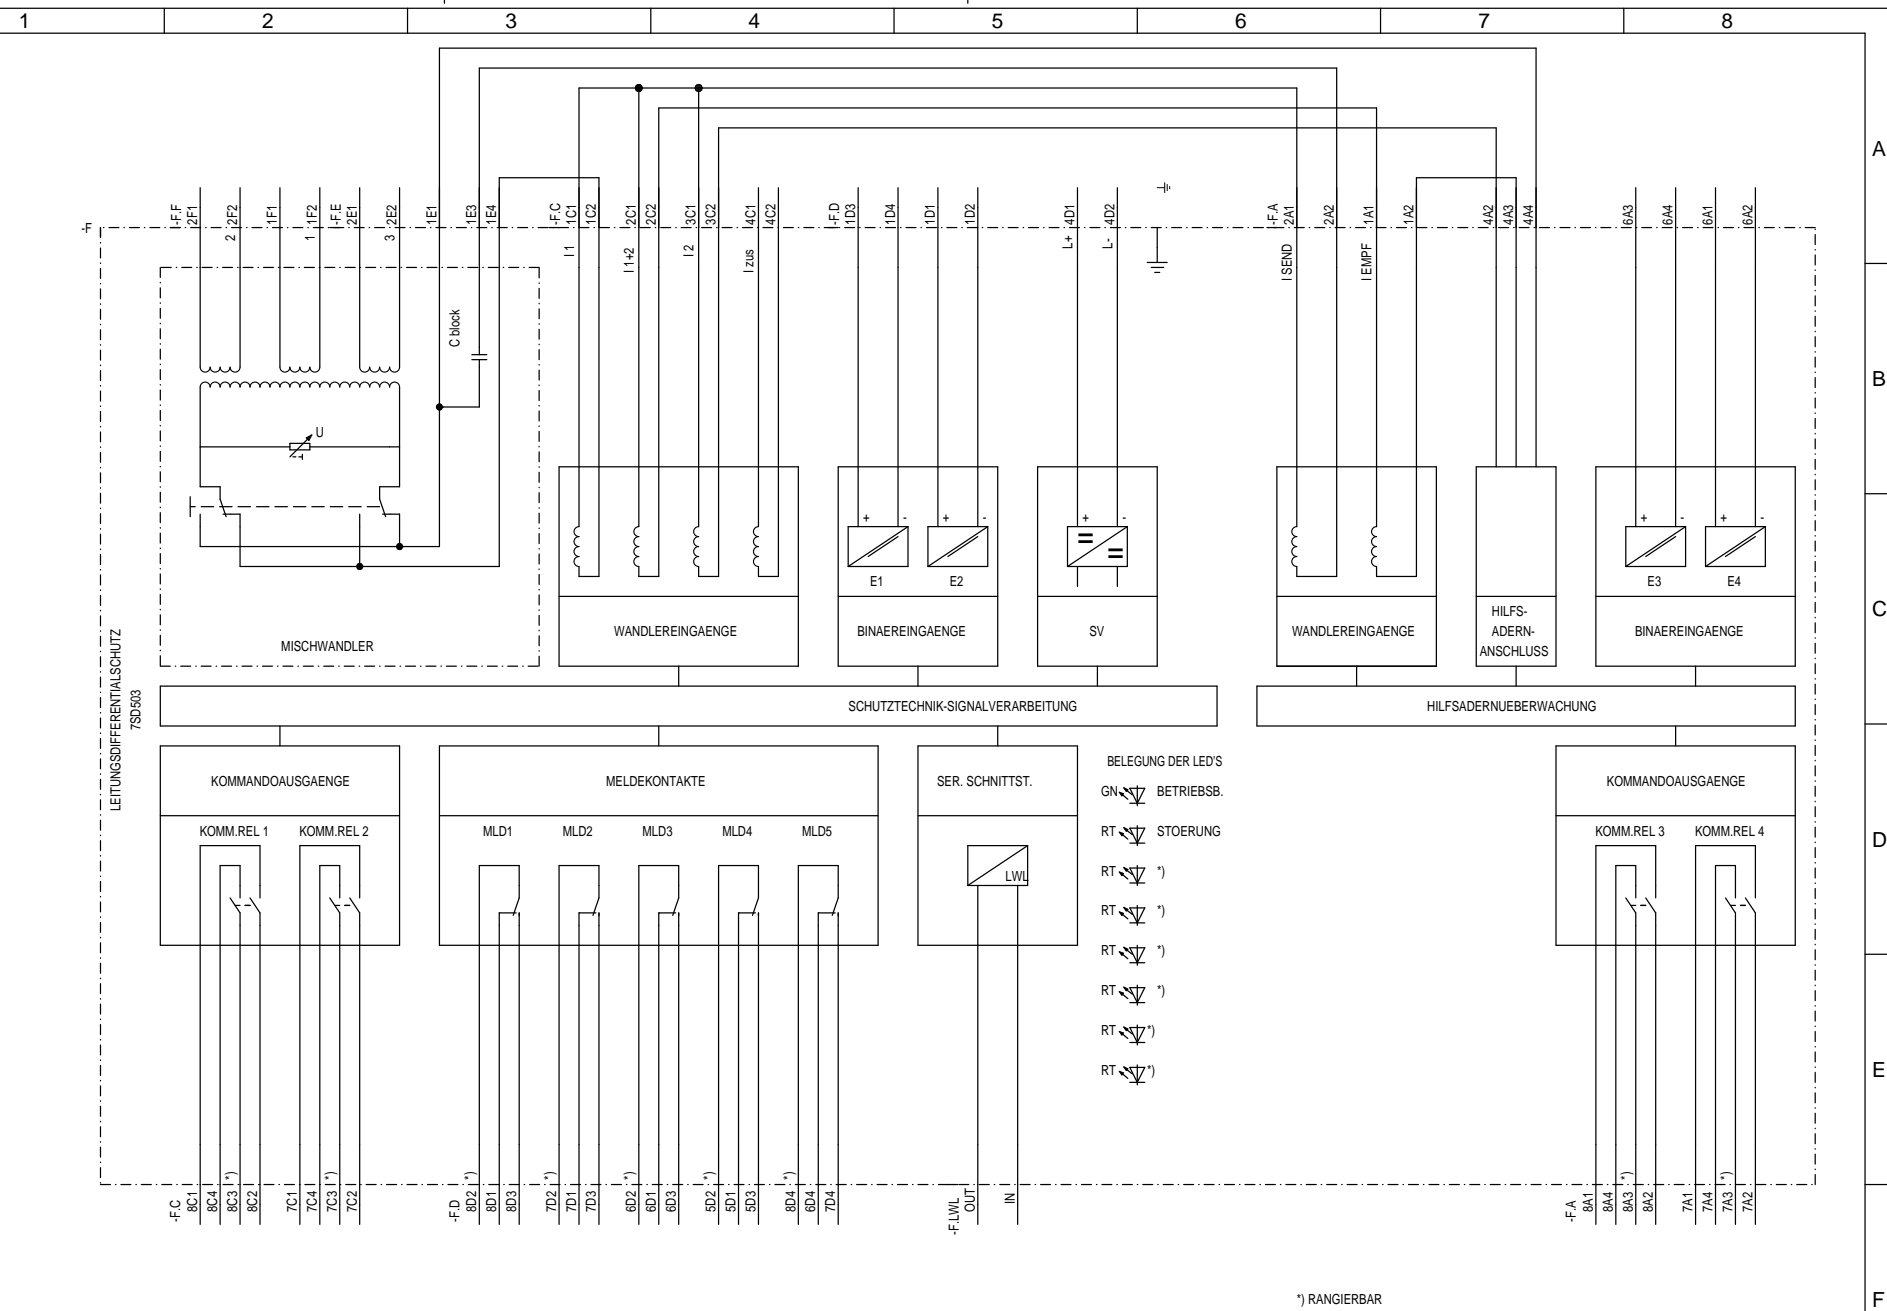 1 2 3 4 5 6 7 8
A
B
C
D
E
F
-F
-F.F
2F1
2F2
2
1F1
1F2
1
-F.E
2E1
2E2
3
1E1
1E3
1E4
-F.C
1C1
1C2
I 1
2C1
2C2
I 1+2
3C1
3C2
I 2
4C1
4C2
I zus
-F.D
1D3
1D4
1D1
1D2
L+ 4D1
L- 4D2
-F.A
2A1
2A2
I SEND
1A1
1A2
I EMPF
4A2
4A3
4A4
6A3
6A4
6A1
6A2
C block
U
+ -
E1
+ -
E2
+ -
+ -
E3
+ -
E4
MISCHWANDLER
WANDLEREINGAENGE
BINAEREINGAENGE
SV
WANDLEREINGAENGE
HILFS-
ADERN-
ANSCHLUSS
BINAEREINGAENGE
LEITUNGSDIFFERENTIALSCHUTZ
7SD503
SCHUTZTECHNIK-SIGNALVERARBEITUNG
HILFSADERNUEBERWACHUNG
KOMMANDOAUSGAENGE
KOMM.REL 1
KOMM.REL 2
MELDEKONTAKTE
MLD1
MLD2
MLD3
MLD4
MLD5
SER. SCHNITTST.
LWL
BELEGUNG DER LED'S
GN BETRIEBSB.
RT STOERUNG
RT *)
RT *)
RT *)
RT *)
RT *)
RT *)
KOMMANDOAUSGAENGE
KOMM.REL 3
KOMM.REL 4
-F.C
8C1
8C4
8C3 *)
8C2
7C1
7C4
7C3 *)
7C2
-F.D
8D2 *)
8D1
8D3
7D2 *)
7D1
7D3
6D2 *)
6D1
6D3
5D2 *)
5D1
5D3
8D4 *)
6D4
7D4
-F.LWL
OUT
IN
-F.A
8A1
8A4
8A3 *)
8A2
7A1
7A4
7A3 *)
7A2
*) RANGIERBAR